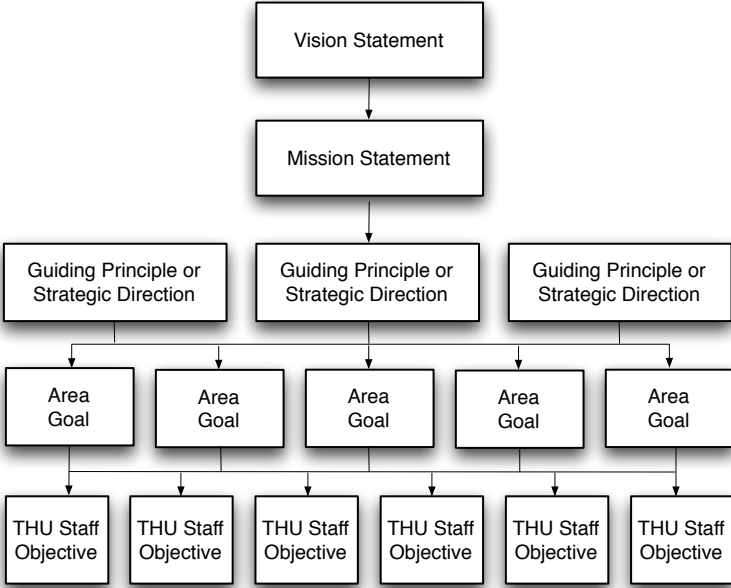 Vision Statement
Mission Statement
Guiding Principle or
Strategic Direction
Guiding Principle or
Strategic Direction
Guiding Principle or
Strategic Direction
Area
Goal
Area
Goal
Area
Goal
Area
Goal
Area
Goal
THU Staff
Objective
THU Staff
Objective
THU Staff
Objective
THU Staff
Objective
THU Staff
Objective
THU Staff
Objective